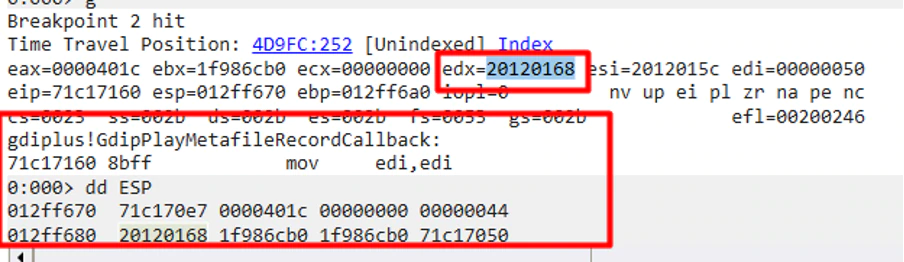 Breakpoint 2 hit
Time Travel Position: 4D9FC:252 [Unindexed] Index
eax=0000401c ebx=1f986cb0 ecx=00000000 edx=20120168 esi=2012015c edi=00000050
eip=71c17160 esp=012ff670 ebp=012ff6a0 iopl=0 nv up ei pl zr na pe nc
cs=0023 ss=002b ds=002b es=002b fs=0053 gs=002b efl=00200246
gdiplus!GdipPlayMetafileRecordCallback:
71c17160 8bff mov edi,edi
0:000> dd ESP
012ff670 71c170e7 0000401c 00000000 00000044
012ff680 20120168 1f986cb0 1f986cb0 71c17050